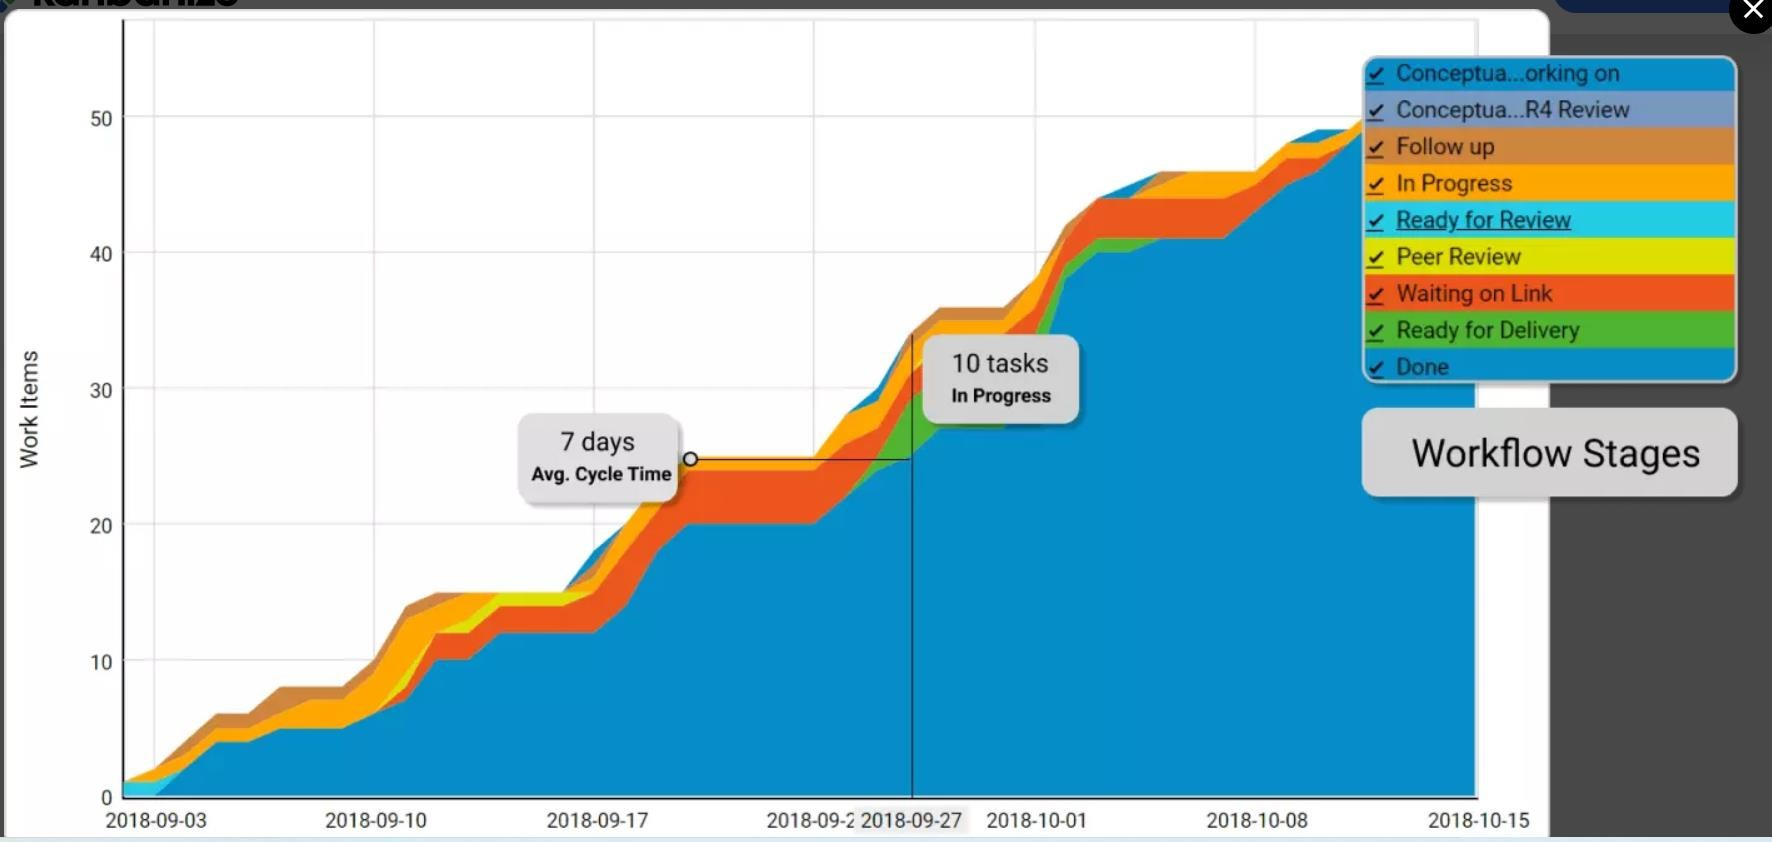 kanbanize
Work Items
50
40
30
20
10
0
2018-09-03
2018-09-10
2018-09-17
2018-09-2
2018-09-27
2018-10-01
2018-10-08
2018-10-15
7 days
Avg. Cycle Time
10 tasks
In Progress
Conceptua...orking on
Conceptua...R4 Review
Follow up
In Progress
Ready for Review
Peer Review
Waiting on Link
Ready for Delivery
Done
Workflow Stages